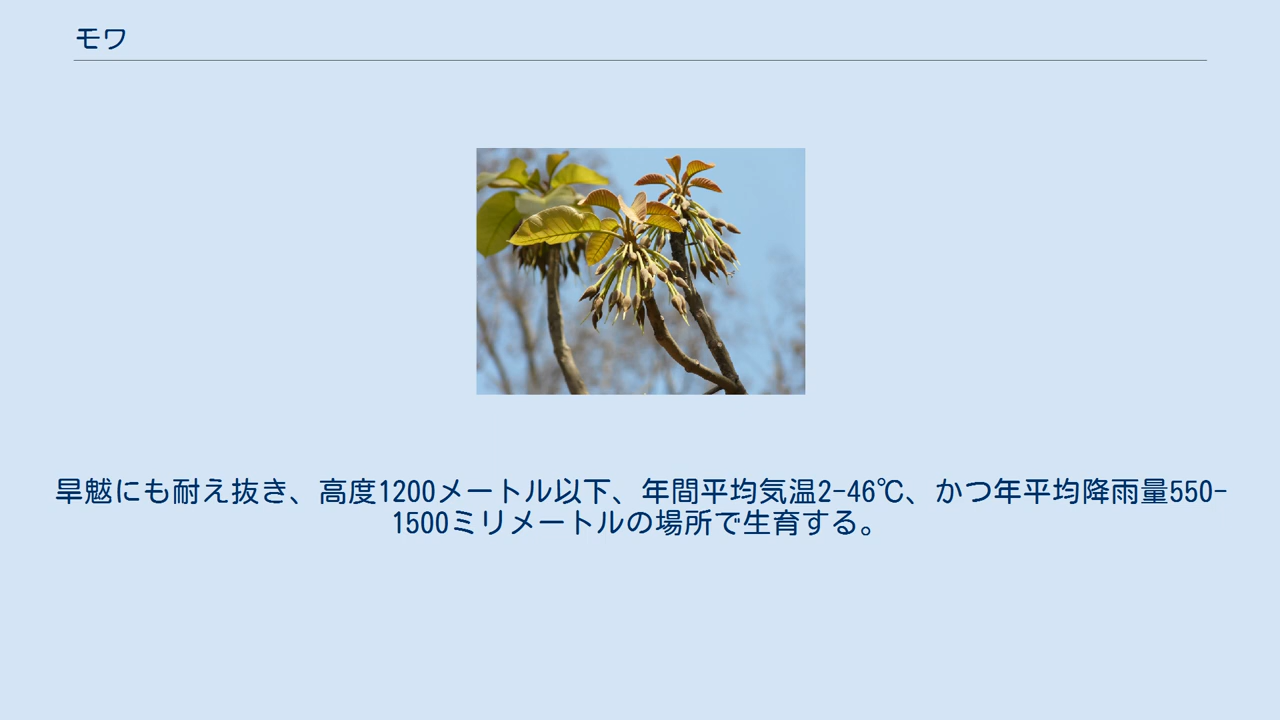 モワ
旱魃にも耐え抜き、高度1200メートル以下、年間平均気温2-46℃、かつ年平均降雨量550-
1500ミリメートルの場所で生育する。